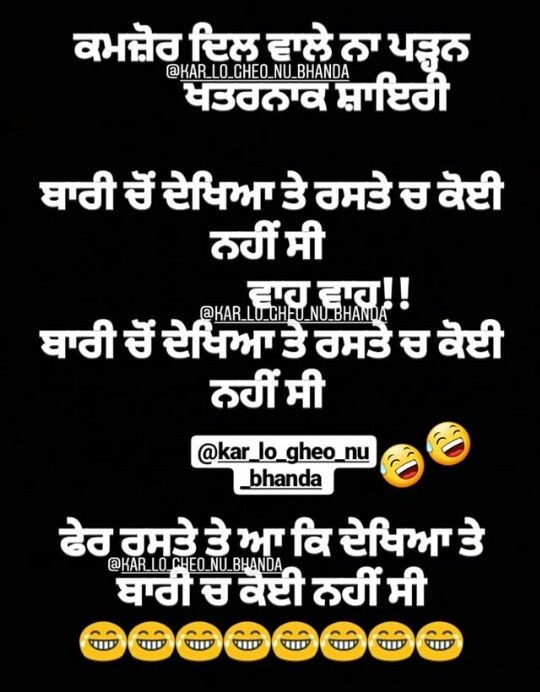 ਕਮਜ਼ੋਰ ਦਿਲ ਵਾਲੇ ਨਾ ਪੜ੍ਹਨ
@KAR_LO_GHEO_NU_BHANDA
ਖਤਰਨਾਕ ਸ਼ਾਇਰੀ
ਬਾਰੀ ਚੋਂ ਦੇਖਿਆ ਤੇ ਰਸਤੇ ਚ ਕੋਈ
ਨਹੀਂ ਸੀ
ਵਾਹ ਵਾਹ!!
@KAR_LO_GHEO_NU_BHANDA
ਬਾਰੀ ਚੋਂ ਦੇਖਿਆ ਤੇ ਰਸਤੇ ਚ ਕੋਈ
ਨਹੀਂ ਸੀ
@kar_lo_gheo_nu
_bhanda
😅😅
ਫੇਰ ਰਸਤੇ ਤੇ ਆ ਕਿ ਦੇਖਿਆ ਤੇ
@KAR_LO_GHEO_NU_BHANDA
ਬਾਰੀ ਚ ਕੋਈ ਨਹੀਂ ਸੀ
😂😂😂😂😂😂😂😂